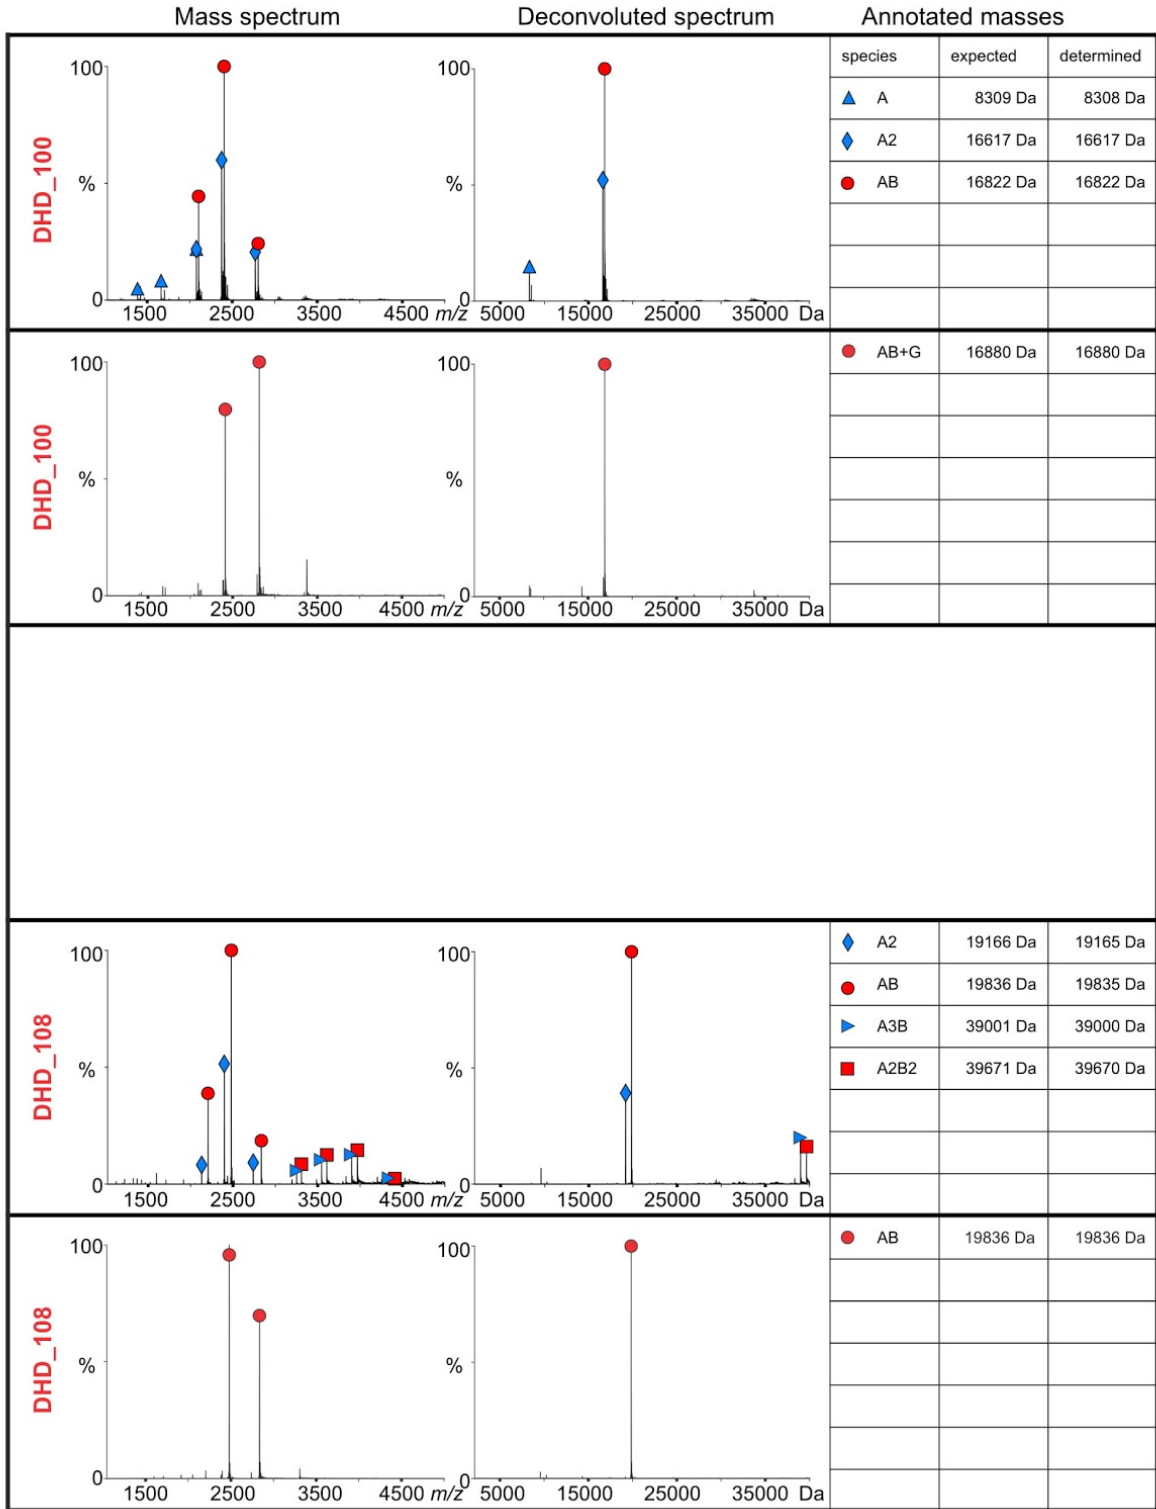 Mass spectrum Deconvoluted spectrum Annotated masses
DHD_100
100
%
0
1500 2500 3500 4500 m/z
100
%
0
5000 15000 25000 35000 Da
species expected determined
A 8309 Da 8308 Da
A2 16617 Da 16617 Da
AB 16822 Da 16822 Da
DHD_100
100
%
0
1500 2500 3500 4500 m/z
100
%
0
5000 15000 25000 35000 Da
AB+G 16880 Da 16880 Da
DHD_108
100
%
0
1500 2500 3500 4500 m/z
100
%
0
5000 15000 25000 35000 Da
A2 19166 Da 19165 Da
AB 19836 Da 19835 Da
A3B 39001 Da 39000 Da
A2B2 39671 Da 39670 Da
DHD_108
100
%
0
1500 2500 3500 4500 m/z
100
%
0
5000 15000 25000 35000 Da
AB 19836 Da 19836 Da